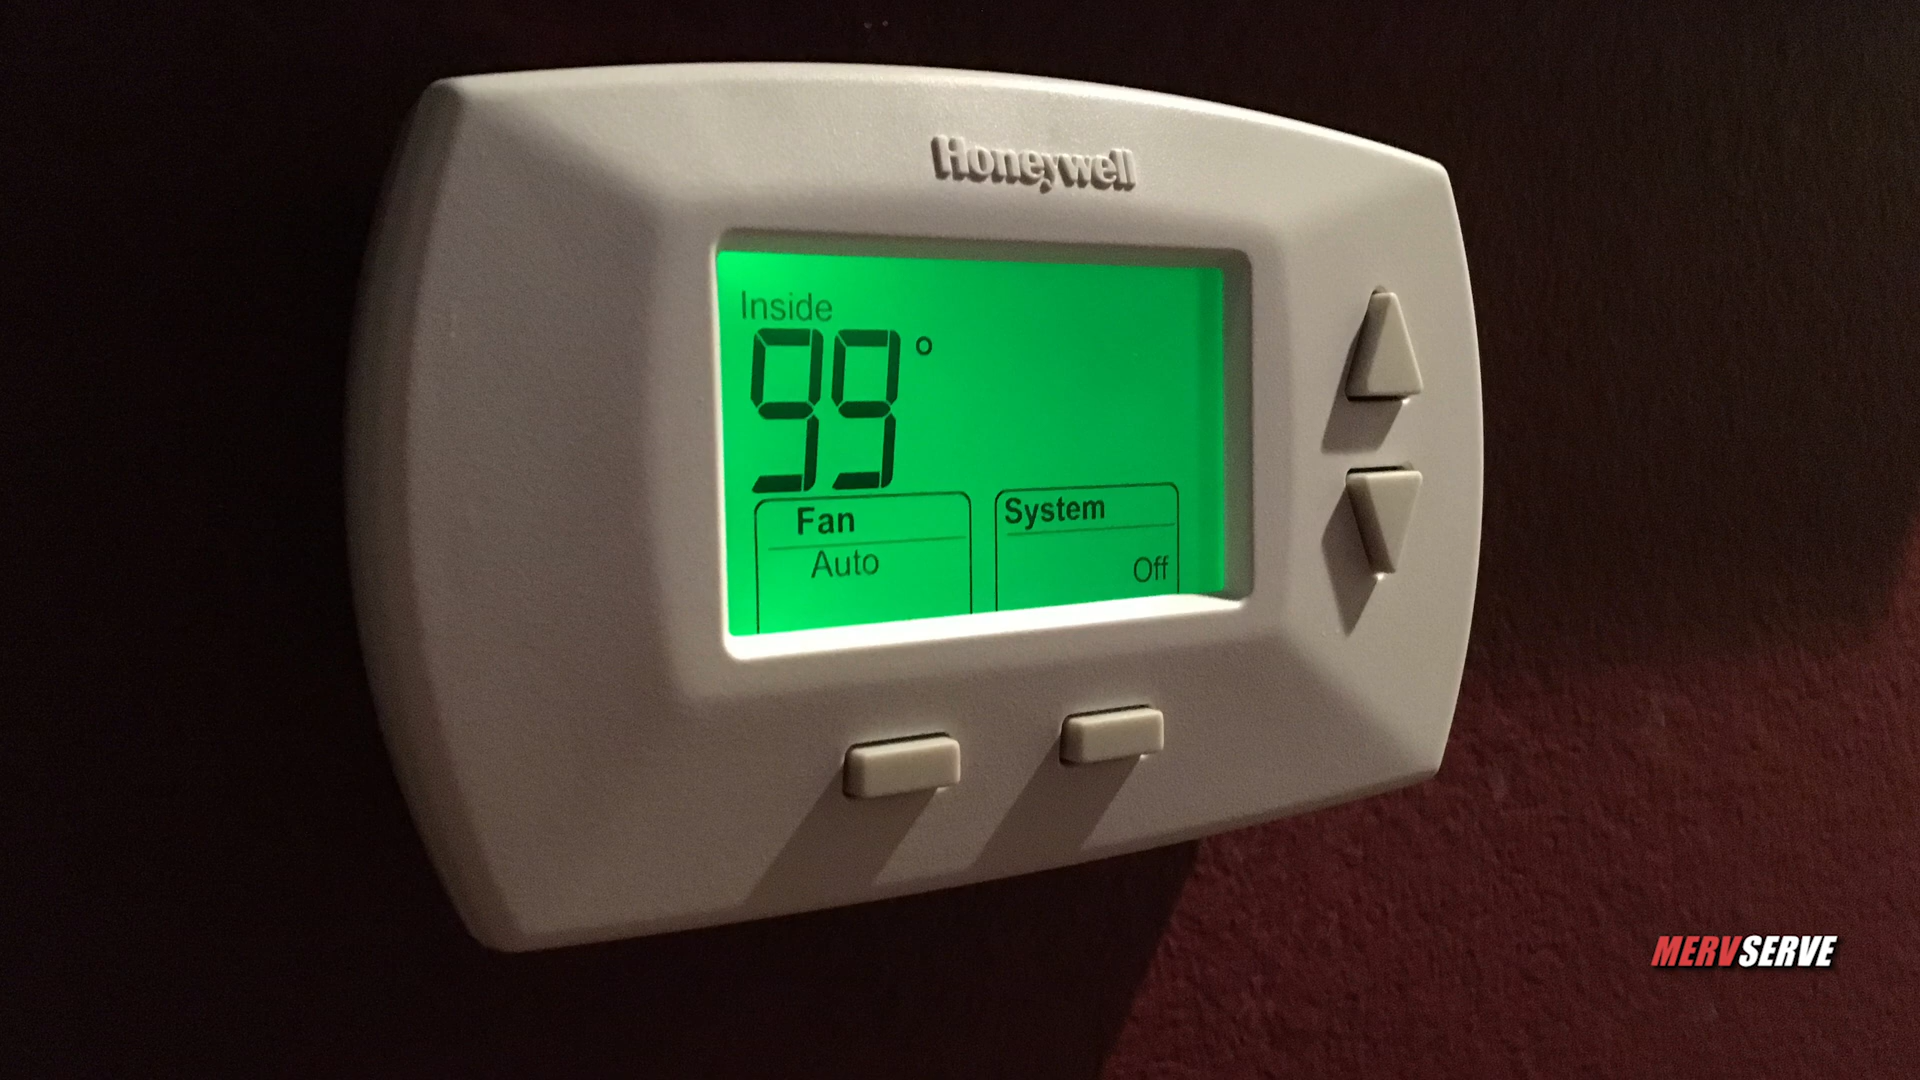 Honeywell
Inside
99°
Fan
Auto
System
Off
MERVSERVE